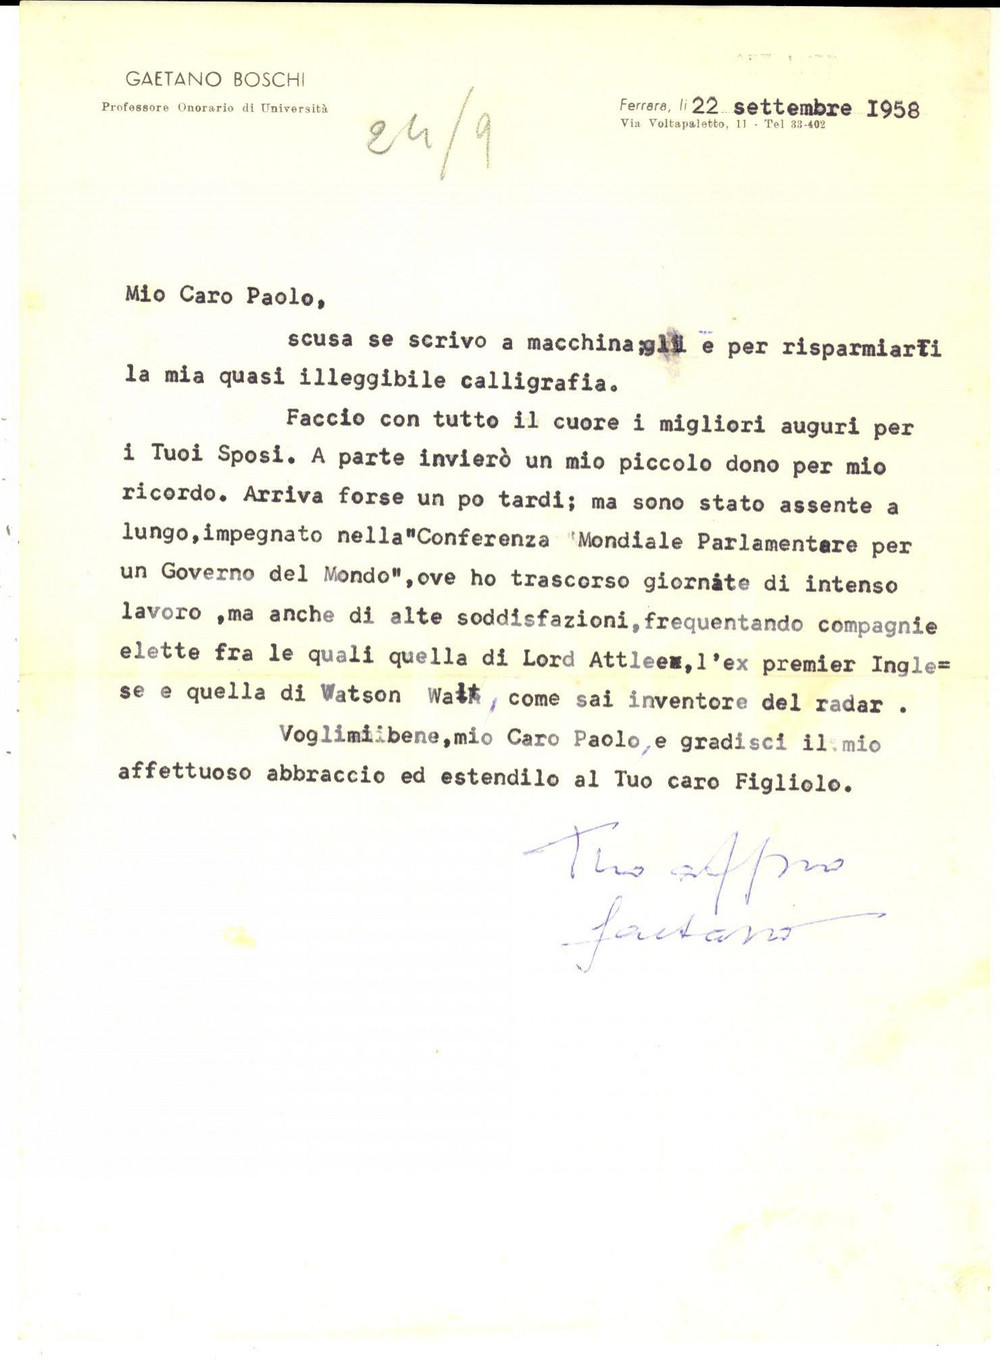 GAETANO BOSCHI
Professore Onorario di Università
24/9
Ferrara, lì 22 settembre 1958
Via Voltapaletto, 11 - Tel 33-402
Mio Caro Paolo,
scusa se scrivo a macchina;gli è per risparmiarti
la mia quasi illeggibile calligrafia.
Faccio con tutto il cuore i migliori auguri per
i Tuoi Sposi. A parte invierò un mio piccolo dono per mio
ricordo. Arriva forse un po tardi; ma sono stato assente a
lungo,impegnato nella"Conferenza "Mondiale Parlamentare per
un Governo del Mondo",ove ho trascorso giornate di intenso
lavoro ,ma anche di alte soddisfazioni,frequentando compagnie
elette fra le quali quella di Lord Attlee,l'ex premier Ingle=
se e quella di Watson Watt, come sai inventore del radar .
Voglimi bene,mio Caro Paolo,e gradisci il mio
affettuoso abbraccio ed estendilo al Tuo caro Figliolo.
Tuo affmo
Gaetano